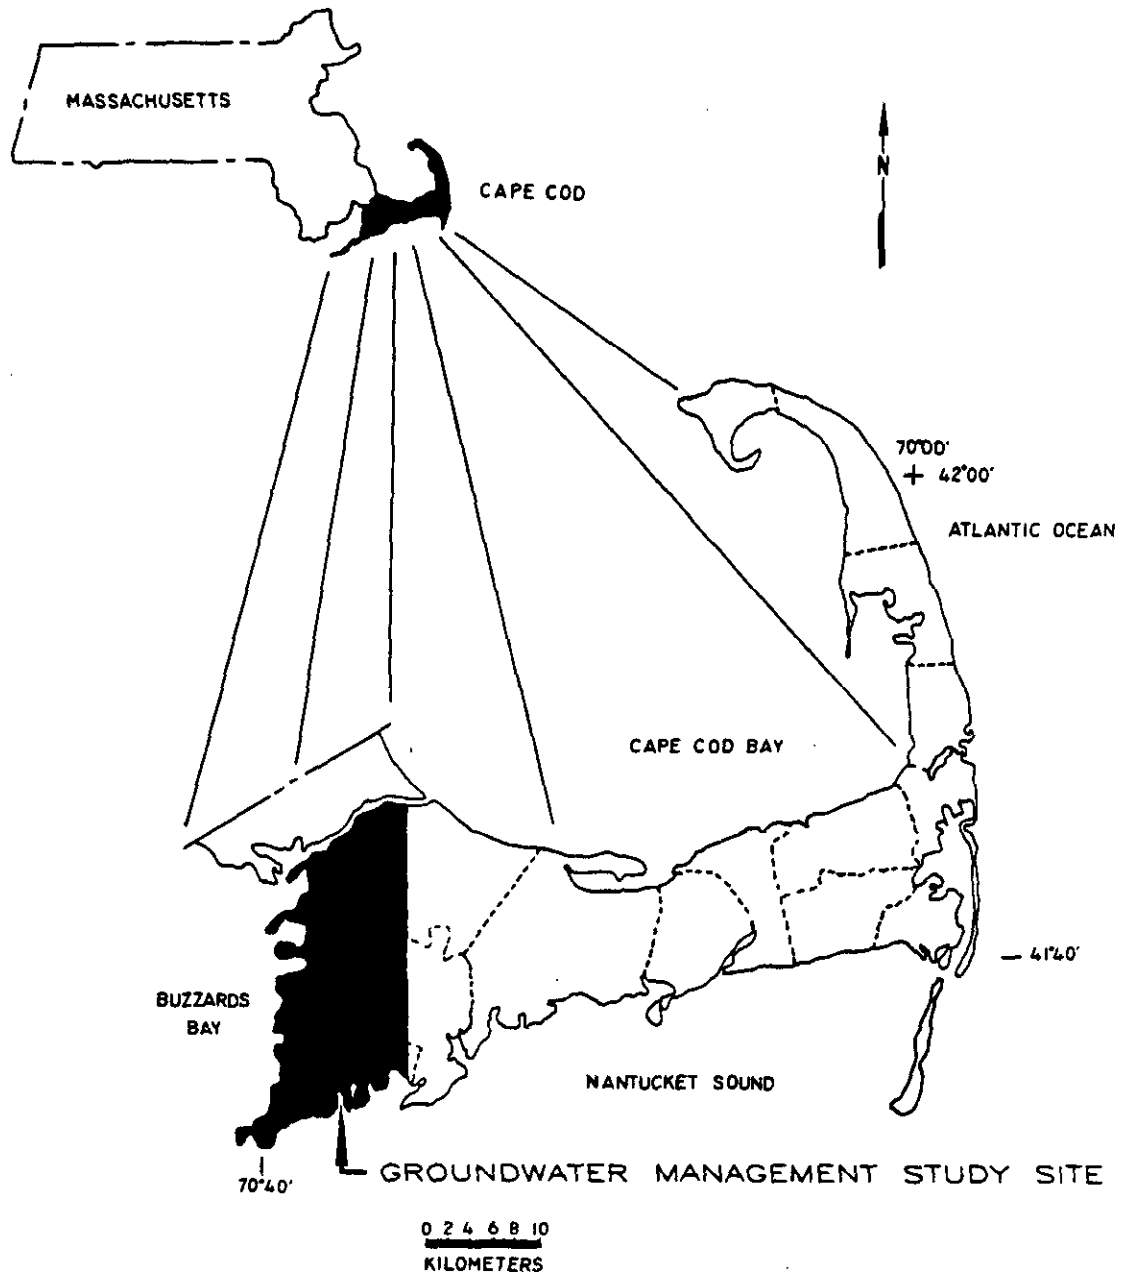 MASSACHUSETTS
N
CAPE COD
70°00'
42°00'
ATLANTIC OCEAN
CAPE COD BAY
41°40'
BUZZARDS
BAY
NANTUCKET SOUND
GROUNDWATER MANAGEMENT STUDY SITE
70°40'
0 2 4 6 8 10
KILOMETERS